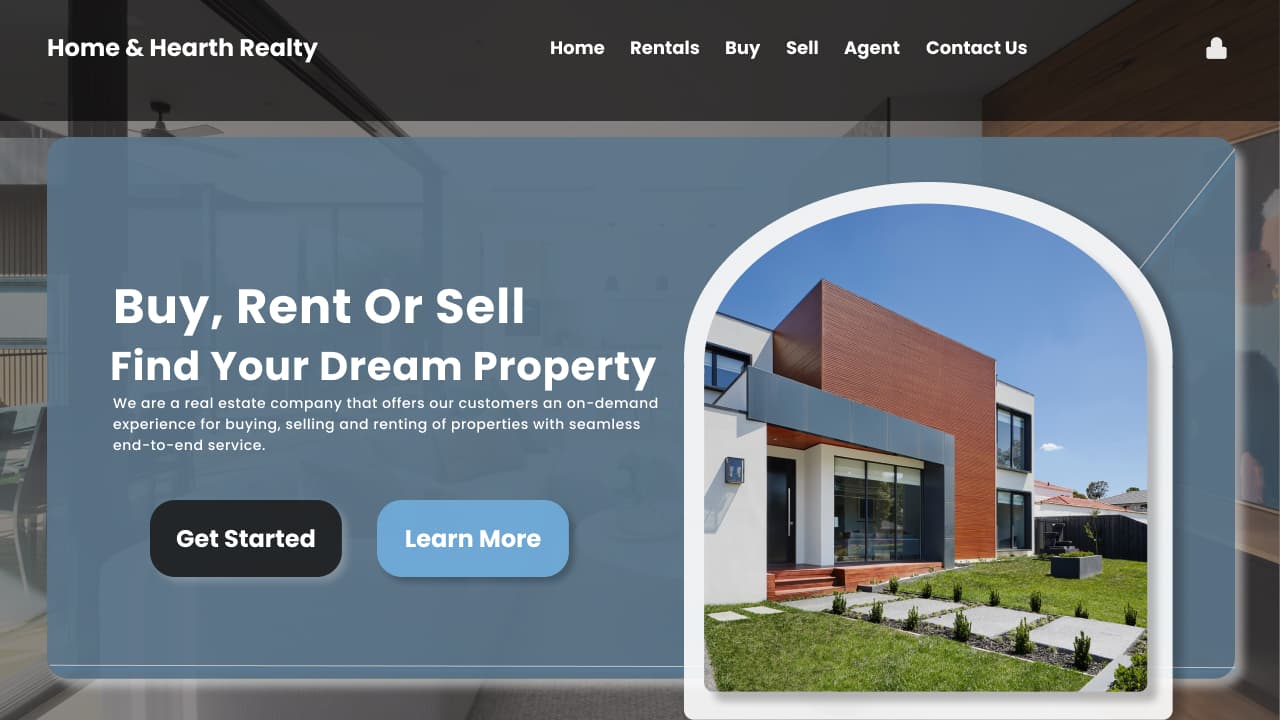 Home & Hearth Realty
Home Rentals Buy Sell Agent Contact Us
Buy, Rent Or Sell
Find Your Dream Property
We are a real estate company that offers our customers an on-demand
experience for buying, selling and renting of properties with seamless
end-to-end service.
Get Started
Learn More